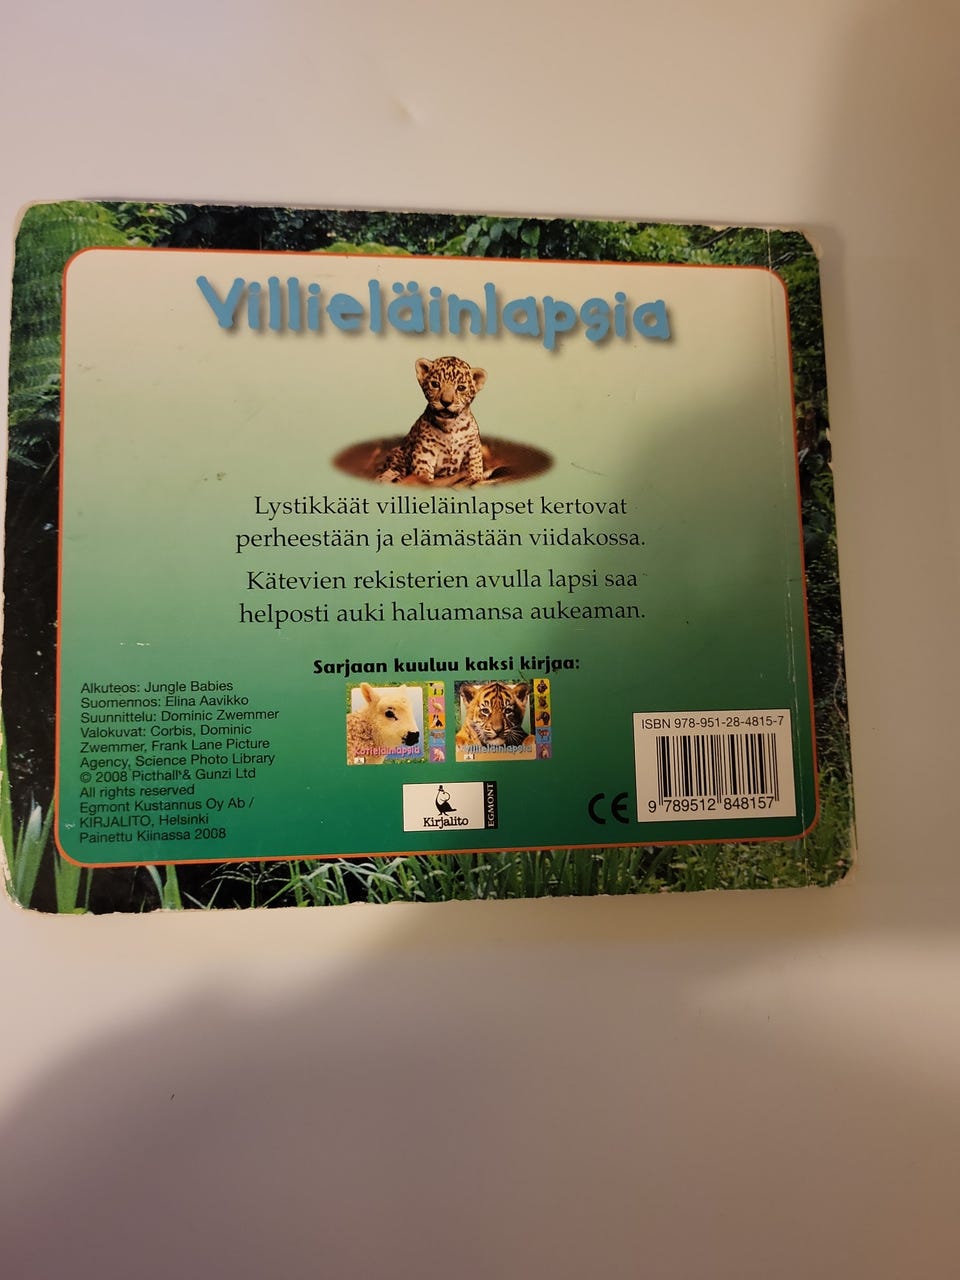 Villieläinlapsia
Lystikkäät villieläinlapset kertovat
perheestään ja elämästään viidakossa.
Kätevien rekisterien avulla lapsi saa
helposti auki haluamansa aukeaman.
Sarjaan kuuluu kaksi kirjaa:
Kotieläinlapsia
Villieläinlapsia
Alkuteos: Jungle Babies
Suomennos: Elina Aavikko
Suunnittelu: Dominic Zwemmer
Valokuvat: Corbis, Dominic
Zwemmer, Frank Lane Picture
Agency, Science Photo Library
© 2008 Picthall & Gunzi Ltd
All rights reserved
Egmont Kustannus Oy Ab /
KIRJALITO, Helsinki
Painettu Kiinassa 2008
Kirjalito
EGMONT
CE
ISBN 978-951-28-4815-7
9 789512 848157